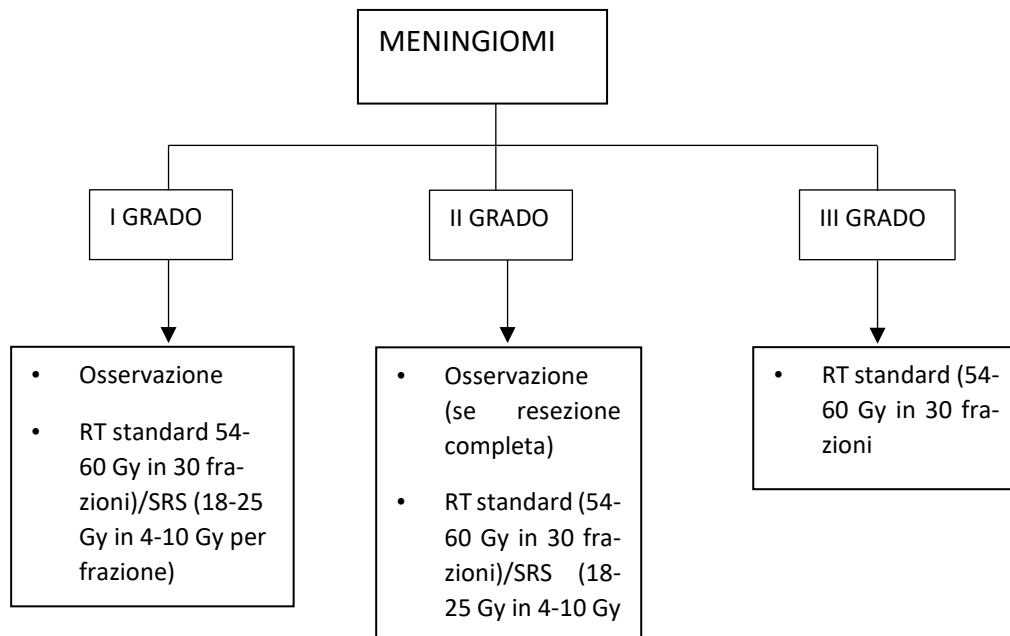 MENINGIOMI
I GRADO
II GRADO
III GRADO
• Osservazione
• RT standard 54-
60 Gy in 30 fra-
zioni)/SRS (18-25
Gy in 4-10 Gy per
frazione)
• Osservazione
(se resezione
completa)
• RT standard (54-
60 Gy in 30 fra-
zioni)/SRS (18-
25 Gy in 4-10 Gy
• RT standard (54-
60 Gy in 30 fra-
zioni